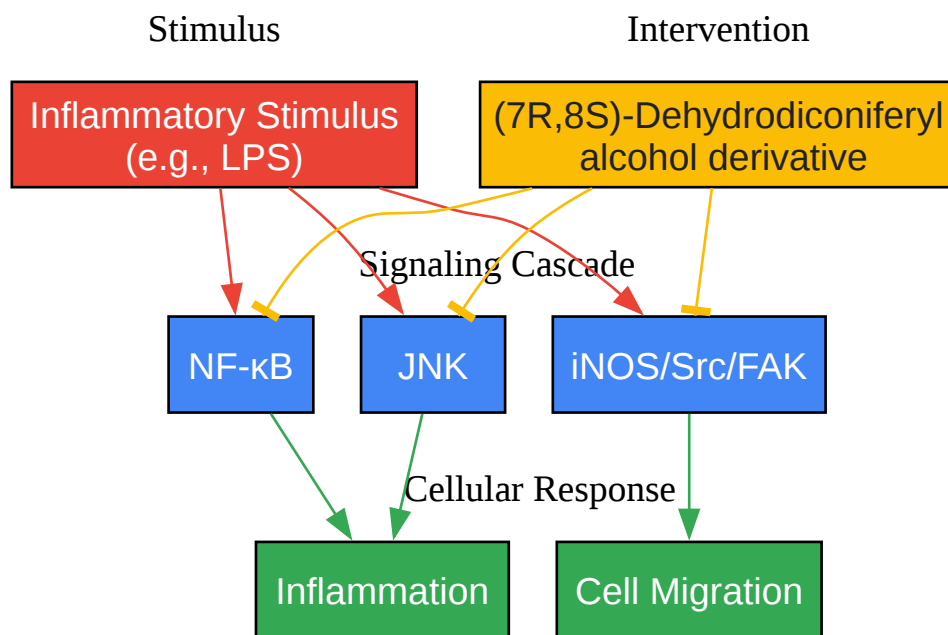 Stimulus
Intervention
Inflammatory Stimulus
(e.g., LPS)
(7R,8S)-Dehydrodiconiferyl
alcohol derivative
Signaling Cascade
NF-κB
JNK
iNOS/Src/FAK
Cellular Response
Inflammation
Cell Migration